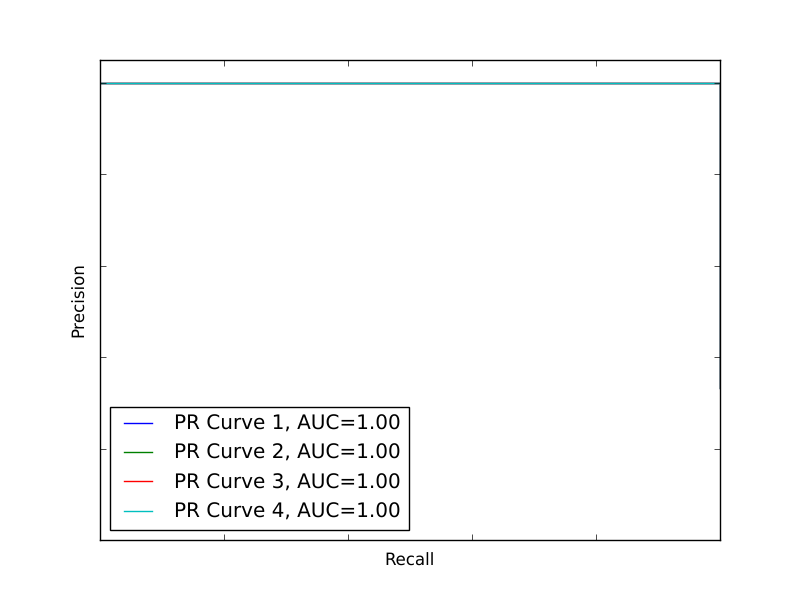 Precision
PR Curve 1, AUC=1.00
PR Curve 2, AUC=1.00
PR Curve 3, AUC=1.00
PR Curve 4, AUC=1.00
Recall